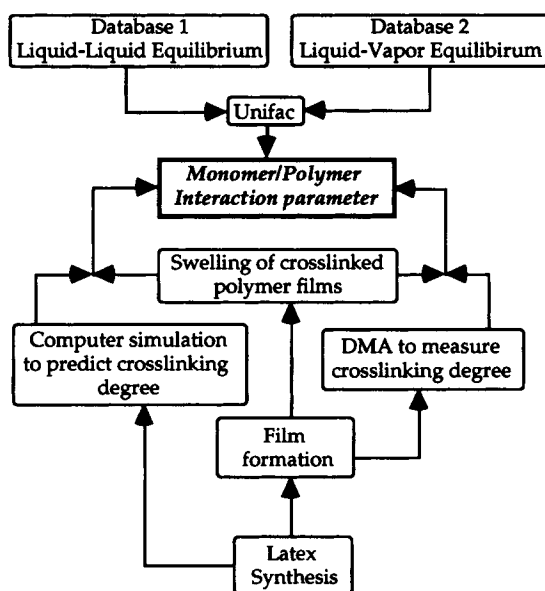 Database 1
Liquid-Liquid Equilibrium
Database 2
Liquid-Vapor Equilibirum
Unifac
Monomer/Polymer
Interaction parameter
Swelling of crosslinked
polymer films
Computer simulation
to predict crosslinking
degree
DMA to measure
crosslinking degree
Film
formation
Latex
Synthesis